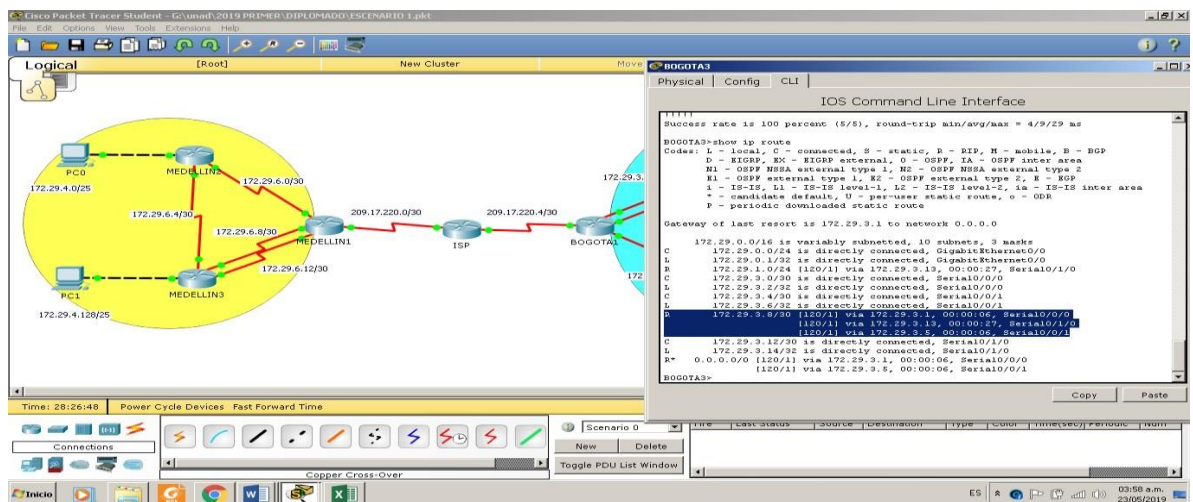 Cisco Packet Tracer Student - G:\unad\2019 PRIMER\DIPLOMADO\ESCENARIO 1.pkt
File Edit Options View Tools Extensions Help
Logical [Root] New Cluster Move
PC0
172.29.4.0/25
MEDELLIN2
172.29.6.0/30
172.29.6.4/30
172.29.6.8/30
MEDELLIN1
172.29.6.12/30
PC1
172.29.4.128/25
MEDELLIN3
209.17.220.0/30
ISP
209.17.220.4/30
BOGOTA1
172.29.3.
172
BOGOTA3
Physical Config CLI
IOS Command Line Interface
!!!!!
Success rate is 100 percent (5/5), round-trip min/avg/max = 4/9/29 ms
BOGOTA3>show ip route
Codes: L - local, C - connected, S - static, R - RIP, M - mobile, B - BGP
D - EIGRP, EX - EIGRP external, O - OSPF, IA - OSPF inter area
N1 - OSPF NSSA external type 1, N2 - OSPF NSSA external type 2
E1 - OSPF external type 1, E2 - OSPF external type 2, E - EGP
i - IS-IS, L1 - IS-IS level-1, L2 - IS-IS level-2, ia - IS-IS inter area
* - candidate default, U - per-user static route, o - ODR
P - periodic downloaded static route
Gateway of last resort is 172.29.3.1 to network 0.0.0.0
172.29.0.0/16 is variably subnetted, 10 subnets, 3 masks
C 172.29.0.0/24 is directly connected, GigabitEthernet0/0
L 172.29.0.1/32 is directly connected, GigabitEthernet0/0
R 172.29.1.0/24 [120/1] via 172.29.3.13, 00:00:27, Serial0/1/0
C 172.29.3.0/30 is directly connected, Serial0/0/0
L 172.29.3.2/32 is directly connected, Serial0/0/0
C 172.29.3.4/30 is directly connected, Serial0/0/1
L 172.29.3.6/32 is directly connected, Serial0/0/1
R 172.29.3.8/30 [120/1] via 172.29.3.1, 00:00:06, Serial0/0/0
[120/1] via 172.29.3.13, 00:00:27, Serial0/1/0
[120/1] via 172.29.3.5, 00:00:06, Serial0/0/1
C 172.29.3.12/30 is directly connected, Serial0/1/0
L 172.29.3.14/32 is directly connected, Serial0/1/0
R* 0.0.0.0/0 [120/1] via 172.29.3.1, 00:00:06, Serial0/0/0
[120/1] via 172.29.3.5, 00:00:06, Serial0/0/1
BOGOTA3>
Copy Paste
Time: 28:26:48 Power Cycle Devices Fast Forward Time
Connections
Copper Cross-Over
Scenario 0
New Delete
Toggle PDU List Window
Fire Last Status Source Destination Type Color Time(sec) Periodic Num
Inicio
ES
03:58 a.m.
23/05/2019